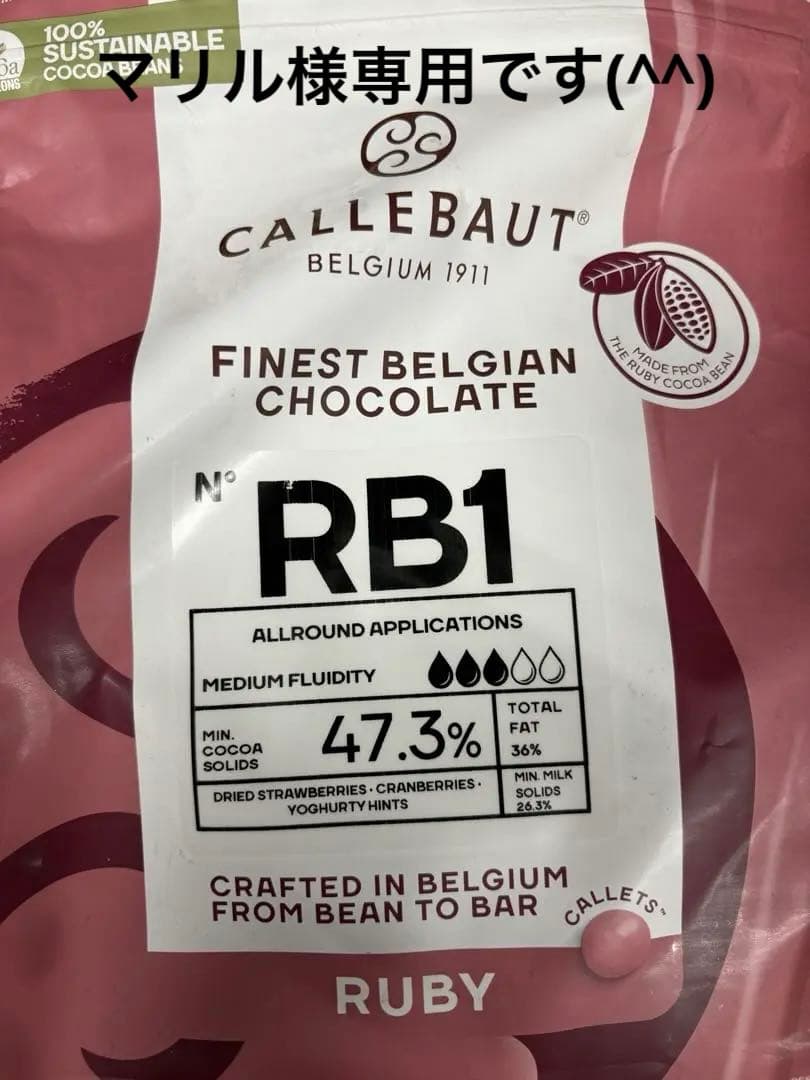 100%
SUSTAINABLE
COCOA BEANS
マリル様専用です(^^)
CALLEBAUT®
BELGIUM 1911
FINEST BELGIAN
CHOCOLATE
MADE FROM
THE RUBY COCOA BEAN
N° RB1
ALLROUND APPLICATIONS
MEDIUM FLUIDITY
MIN.
COCOA
SOLIDS
47.3%
TOTAL
FAT
36%
DRIED STRAWBERRIES · CRANBERRIES ·
YOGHURTY HINTS
MIN. MILK
SOLIDS
26.3%
CRAFTED IN BELGIUM
FROM BEAN TO BAR
CALLETS™
RUBY